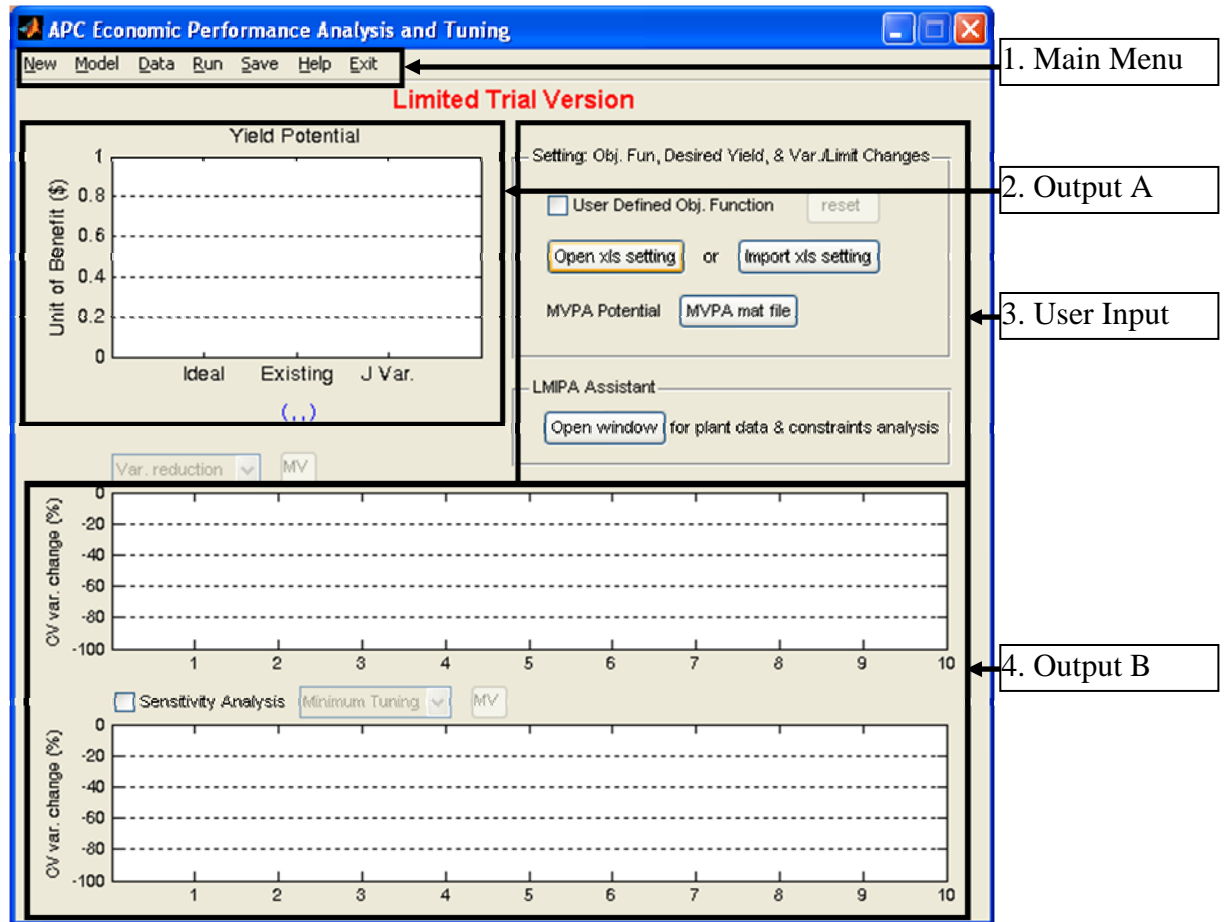 APC Economic Performance Analysis and Tuning
New Model Data Run Save Help Exit
1. Main Menu
Limited Trial Version
Yield Potential
Unit of Benefit ($)
1
0.8
0.6
0.4
0.2
0
Ideal Existing J Var.
(,,)
2. Output A
Setting: Obj. Fun, Desired Yield, & Var./Limit Changes
User Defined Obj. Function reset
Open xls setting or Import xls setting
MVPA Potential MVPA mat file
3. User Input
LMIPA Assistant
Open window for plant data & constraints analysis
Var. reduction MV
CV var. change (%)
0
-20
-40
-60
-80
-100
1 2 3 4 5 6 7 8 9 10
4. Output B
Sensitivity Analysis Minimum Tuning MV
CV var. change (%)
0
-20
-40
-60
-80
-100
1 2 3 4 5 6 7 8 9 10